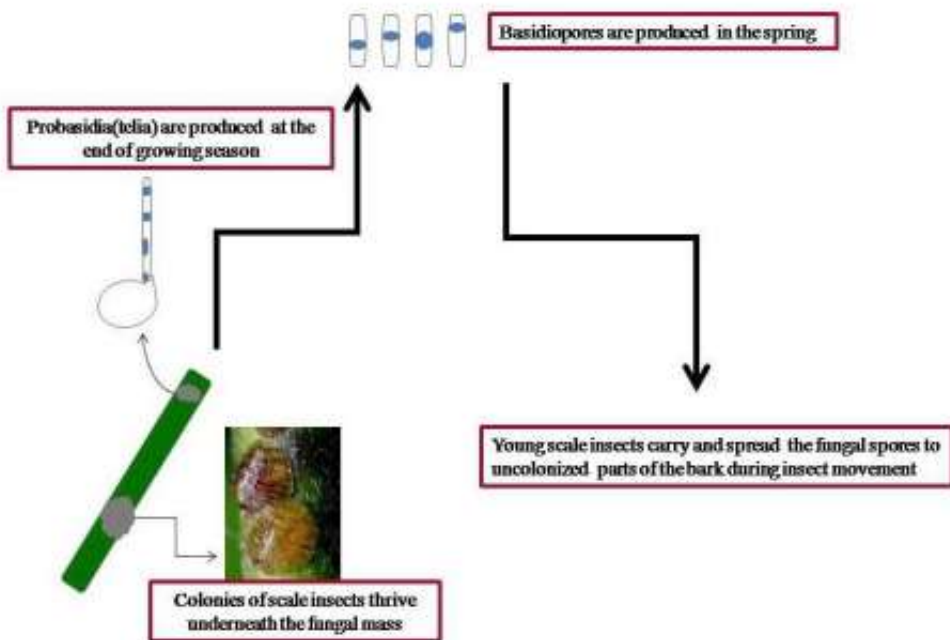 Basidiopores are produced in the spring
Probasidia(telia) are produced at the
end of growing season
Young scale insects carry and spread the fungal spores to
uncolonized parts of the bark during insect movement
Colonies of scale insects thrive
underneath the fungal mass